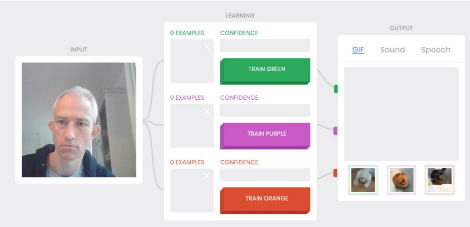 LEARNING
OUTPUT
INPUT
0 EXAMPLES CONFIDENCE
TRAIN GREEN
GIF Sound Speech
0 EXAMPLES CONFIDENCE
TRAIN PURPLE
0 EXAMPLES CONFIDENCE
TRAIN ORANGE